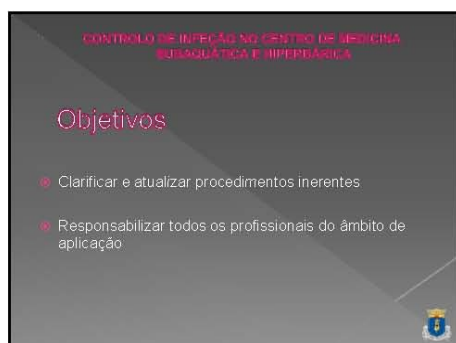 CONTROLO DE INFEÇÃO NO CENTRO DE MEDICINA
SUBAQUÁTICA E HIPERBÁRICA
Objetivos
Clarificar e atualizar procedimentos inerentes
Responsabilizar todos os profissionais do âmbito de
aplicação